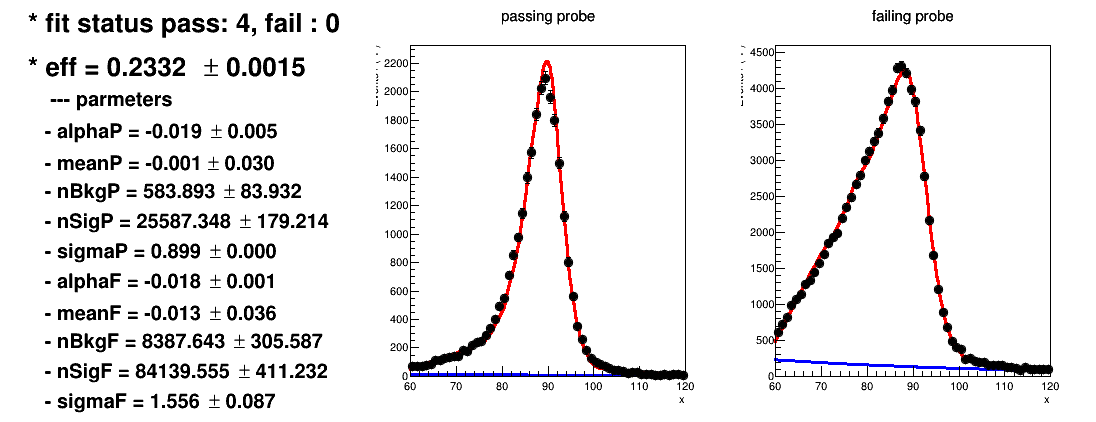 * fit status pass: 4, fail : 0
* eff = 0.2332 ± 0.0015
--- parmeters
- alphaP = -0.019 ± 0.005
- meanP = -0.001 ± 0.030
- nBkgP = 583.893 ± 83.932
- nSigP = 25587.348 ± 179.214
- sigmaP = 0.899 ± 0.000
- alphaF = -0.018 ± 0.001
- meanF = -0.013 ± 0.036
- nBkgF = 8387.643 ± 305.587
- nSigF = 84139.555 ± 411.232
- sigmaF = 1.556 ± 0.087
passing probe
2200
2000
1800
1600
1400
1200
1000
800
600
400
200
0
60 70 80 90 100 110 120
x
failing probe
4500
4000
3500
3000
2500
2000
1500
1000
500
0
60 70 80 90 100 110 120
x